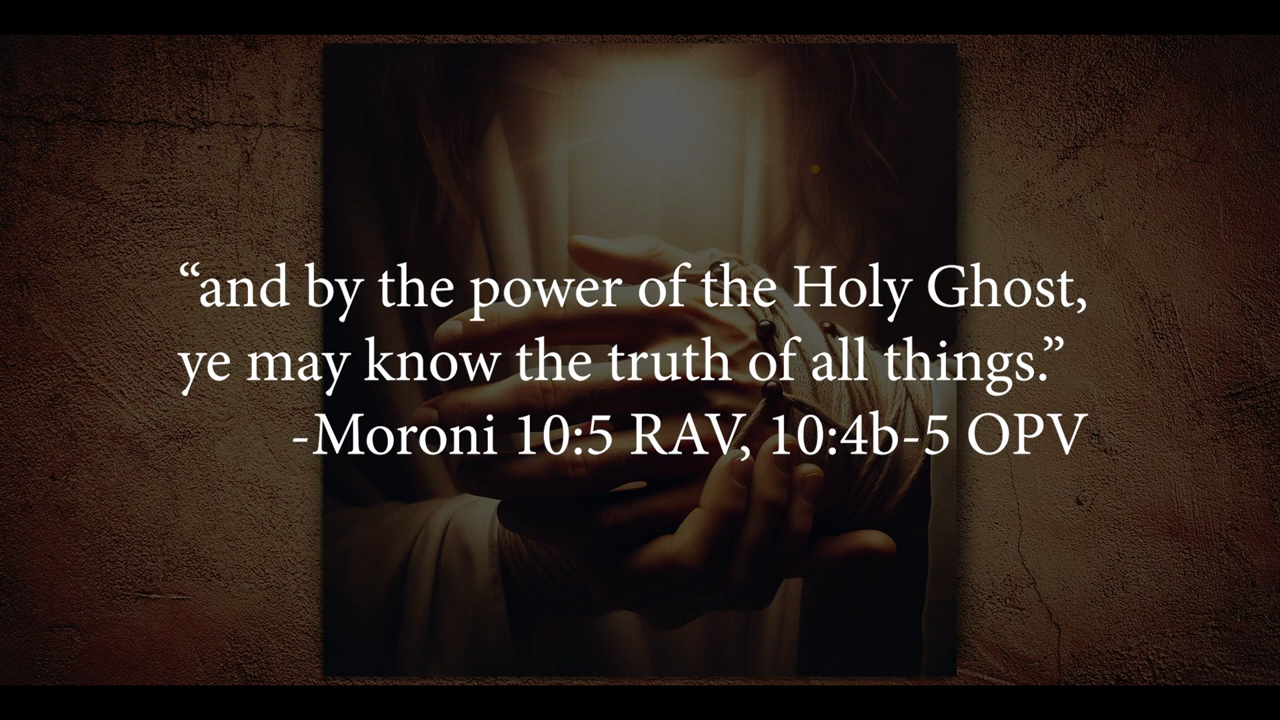 “and by the power of the Holy Ghost,
ye may know the truth of all things.”
-Moroni 10:5 RAV, 10:4b-5 OPV